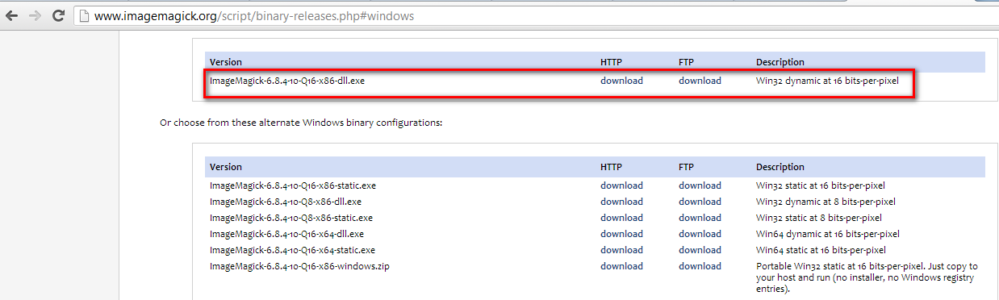 www.imagemagick.org/script/binary-releases.php#windows
Version HTTP FTP Description
ImageMagick-6.8.4-10-Q16-x86-dll.exe download download Win32 dynamic at 16 bits-per-pixel
Or choose from these alternate Windows binary configurations:
Version HTTP FTP Description
ImageMagick-6.8.4-10-Q16-x86-static.exe download download Win32 static at 16 bits-per-pixel
ImageMagick-6.8.4-10-Q8-x86-dll.exe download download Win32 dynamic at 8 bits-per-pixel
ImageMagick-6.8.4-10-Q8-x86-static.exe download download Win32 static at 8 bits-per-pixel
ImageMagick-6.8.4-10-Q16-x64-dll.exe download download Win64 dynamic at 16 bits-per-pixel
ImageMagick-6.8.4-10-Q16-x64-static.exe download download Win64 static at 16 bits-per-pixel
ImageMagick-6.8.4-10-Q16-x86-windows.zip download download Portable Win32 static at 16 bits-per-pixel. Just copy to
your host and run (no installer, no Windows registry
entries).